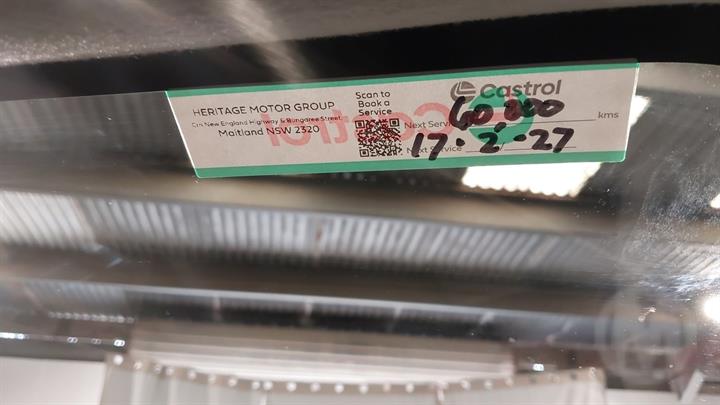 HERITAGE MOTOR GROUP
Cnr New England Highway & Bungaree Street
Maitland NSW 2320
Scan to
Book a
Service
Castrol
Next Service 60,000 kms
Next Service 17.2.27